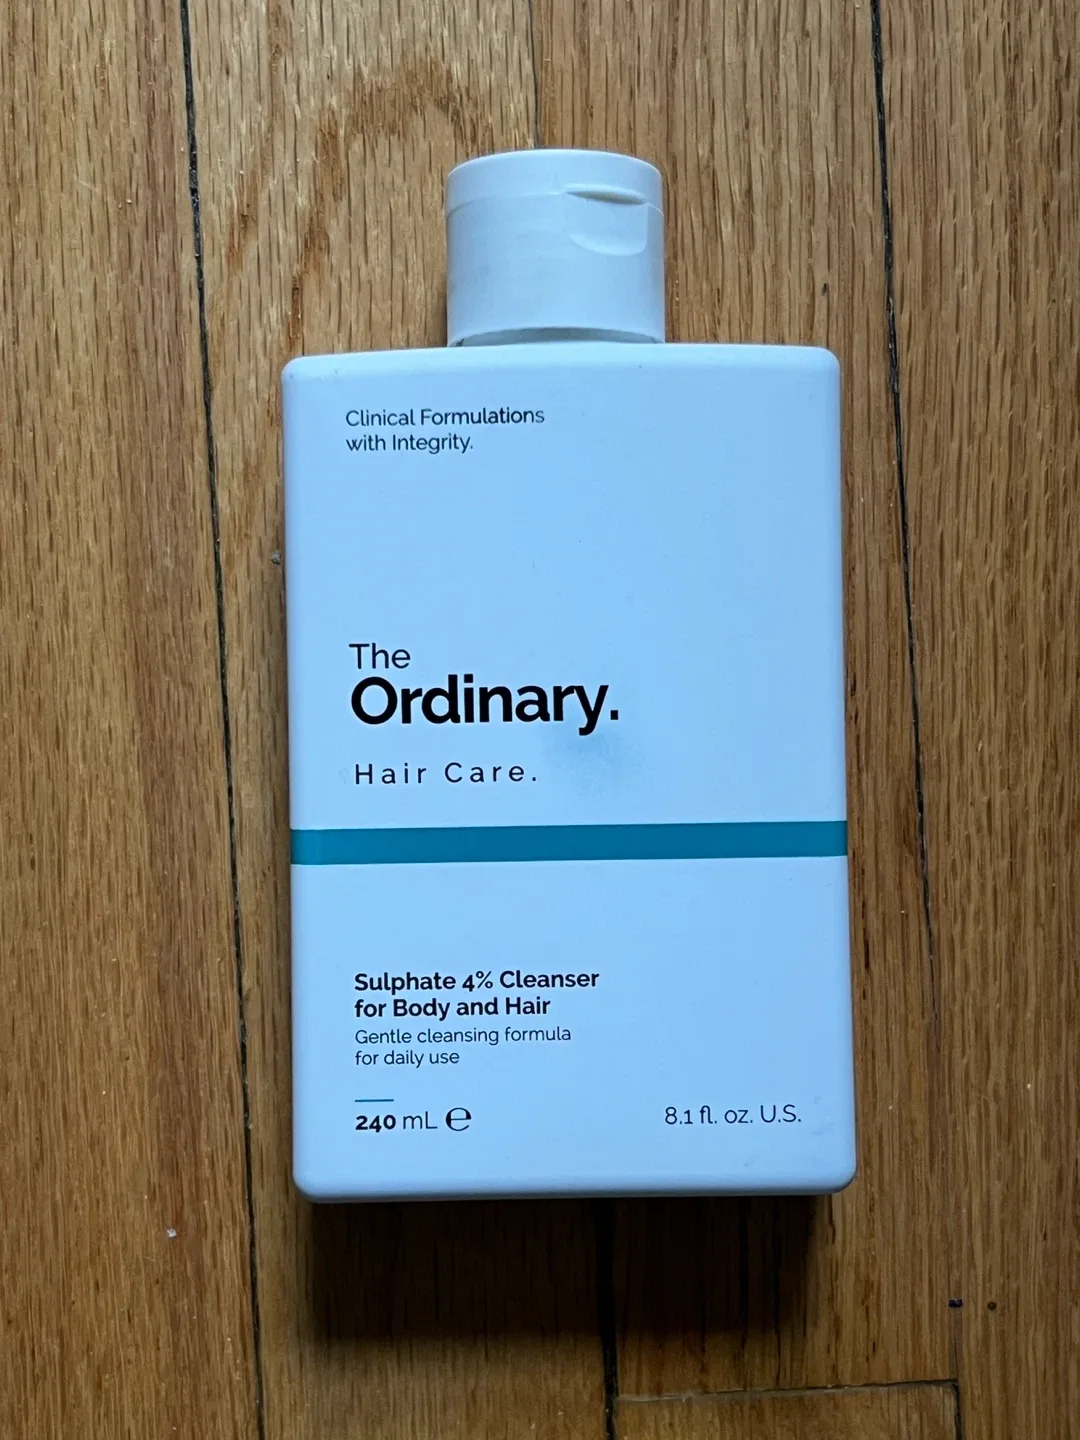 Clinical Formulations
with Integrity.
The
Ordinary.
Hair Care.
Sulphate 4% Cleanser
for Body and Hair
Gentle cleansing formula
for daily use
240 mL ℮ 8.1 fl. oz. U.S.